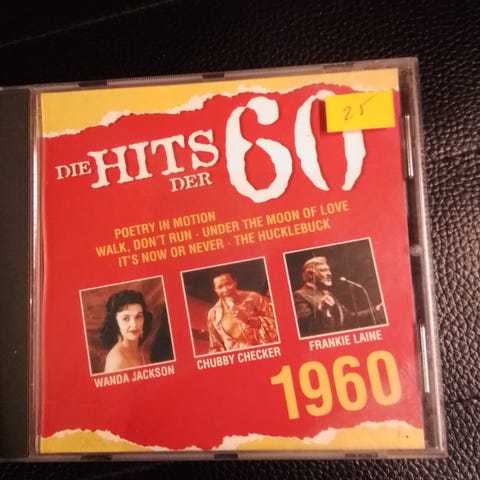 DIE HITS DER 60
25
POETRY IN MOTION
WALK, DON'T RUN · UNDER THE MOON OF LOVE
IT'S NOW OR NEVER · THE HUCKLEBUCK
WANDA JACKSON
CHUBBY CHECKER
FRANKIE LAINE
1960